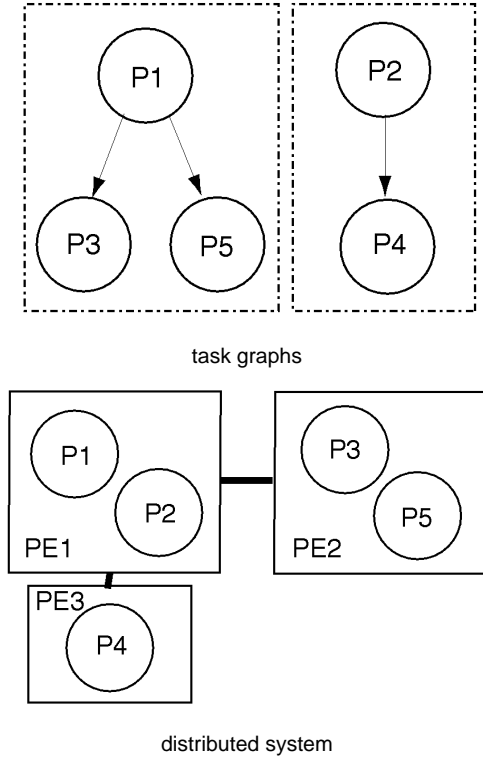 P1
P2
P3
P5
P4
task graphs
P1
P3
P2
P5
PE1
PE2
PE3
P4
distributed system